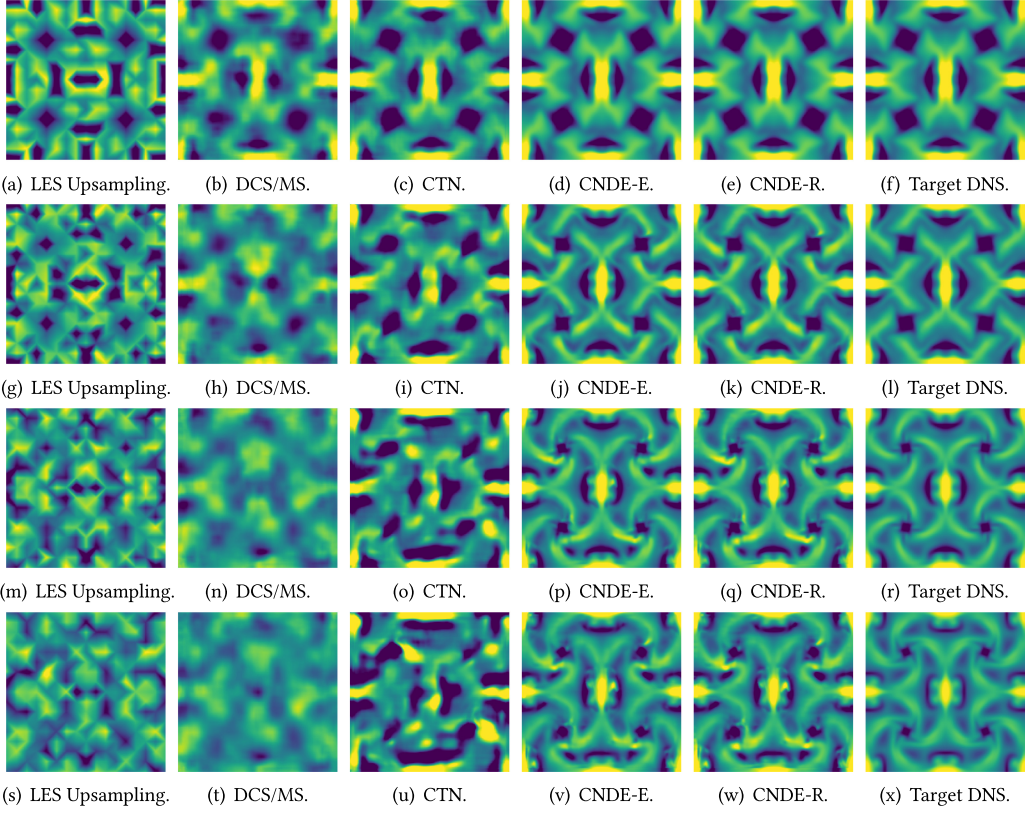 (a) LES Upsampling. (b) DCS/MS. (c) CTN. (d) CNDE-E. (e) CNDE-R. (f) Target DNS.
(g) LES Upsampling. (h) DCS/MS. (i) CTN. (j) CNDE-E. (k) CNDE-R. (l) Target DNS.
(m) LES Upsampling. (n) DCS/MS. (o) CTN. (p) CNDE-E. (q) CNDE-R. (r) Target DNS.
(s) LES Upsampling. (t) DCS/MS. (u) CTN. (v) CNDE-E. (w) CNDE-R. (x) Target DNS.